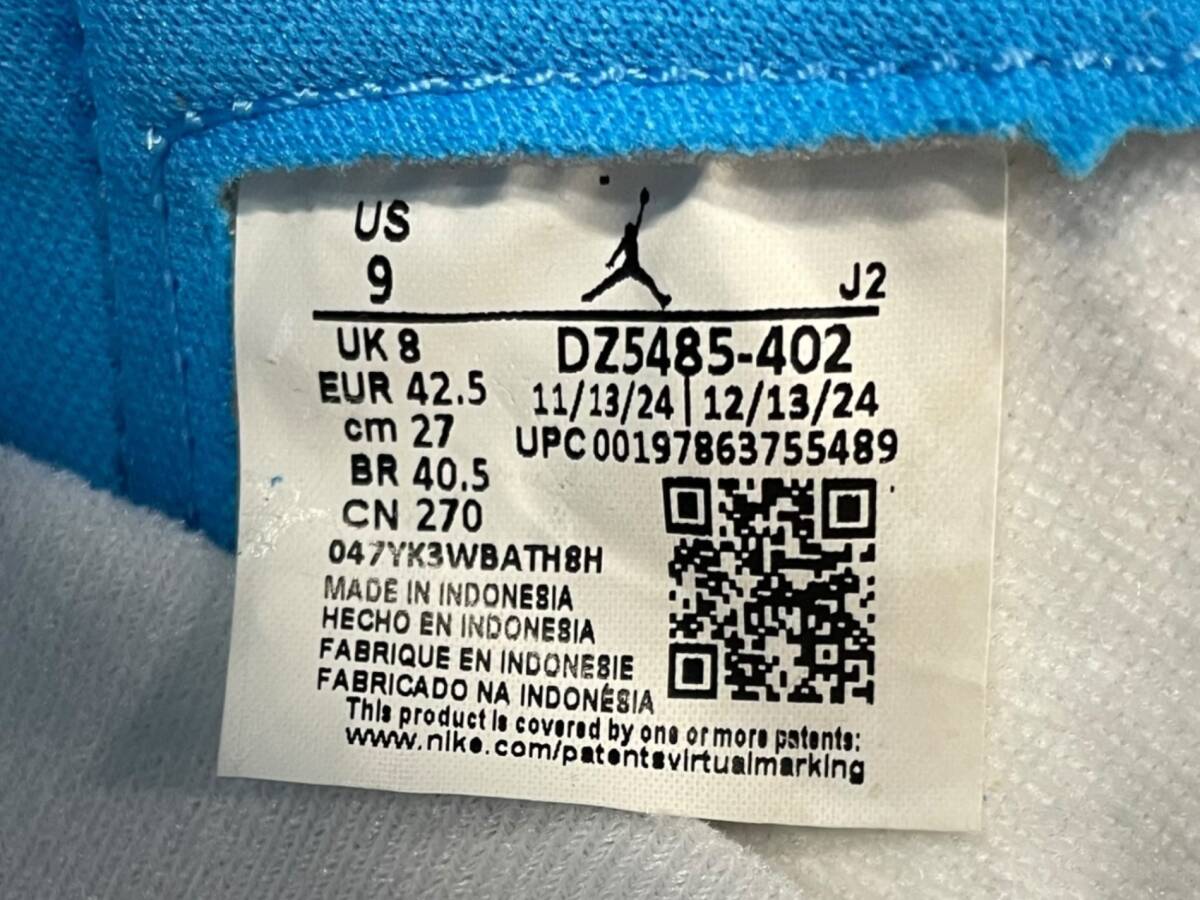 US
9
J2
UK 8
EUR 42.5
cm 27
BR 40.5
CN 270
DZ5485-402
11/13/24 | 12/13/24
UPC 00197863755489
047YK3WBATH8H
MADE IN INDONESIA
HECHO EN INDONESIA
FABRIQUE EN INDONESIE
FABRICADO NA INDONÉSIA
This product is covered by one or more patents:
www.nike.com/patentsvirtualmarking